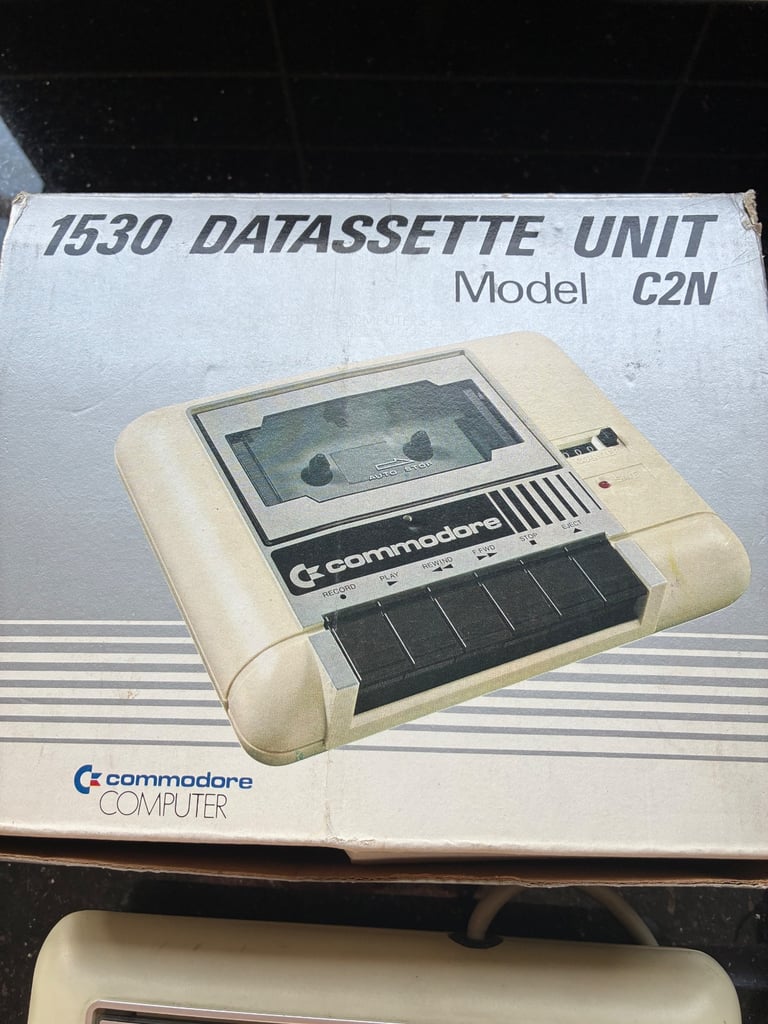 1530 DATASSETTE UNIT
Model C2N
AUTO STOP
commodore
RECORD PLAY REWIND F.FWD STOP EJECT
commodore
COMPUTER